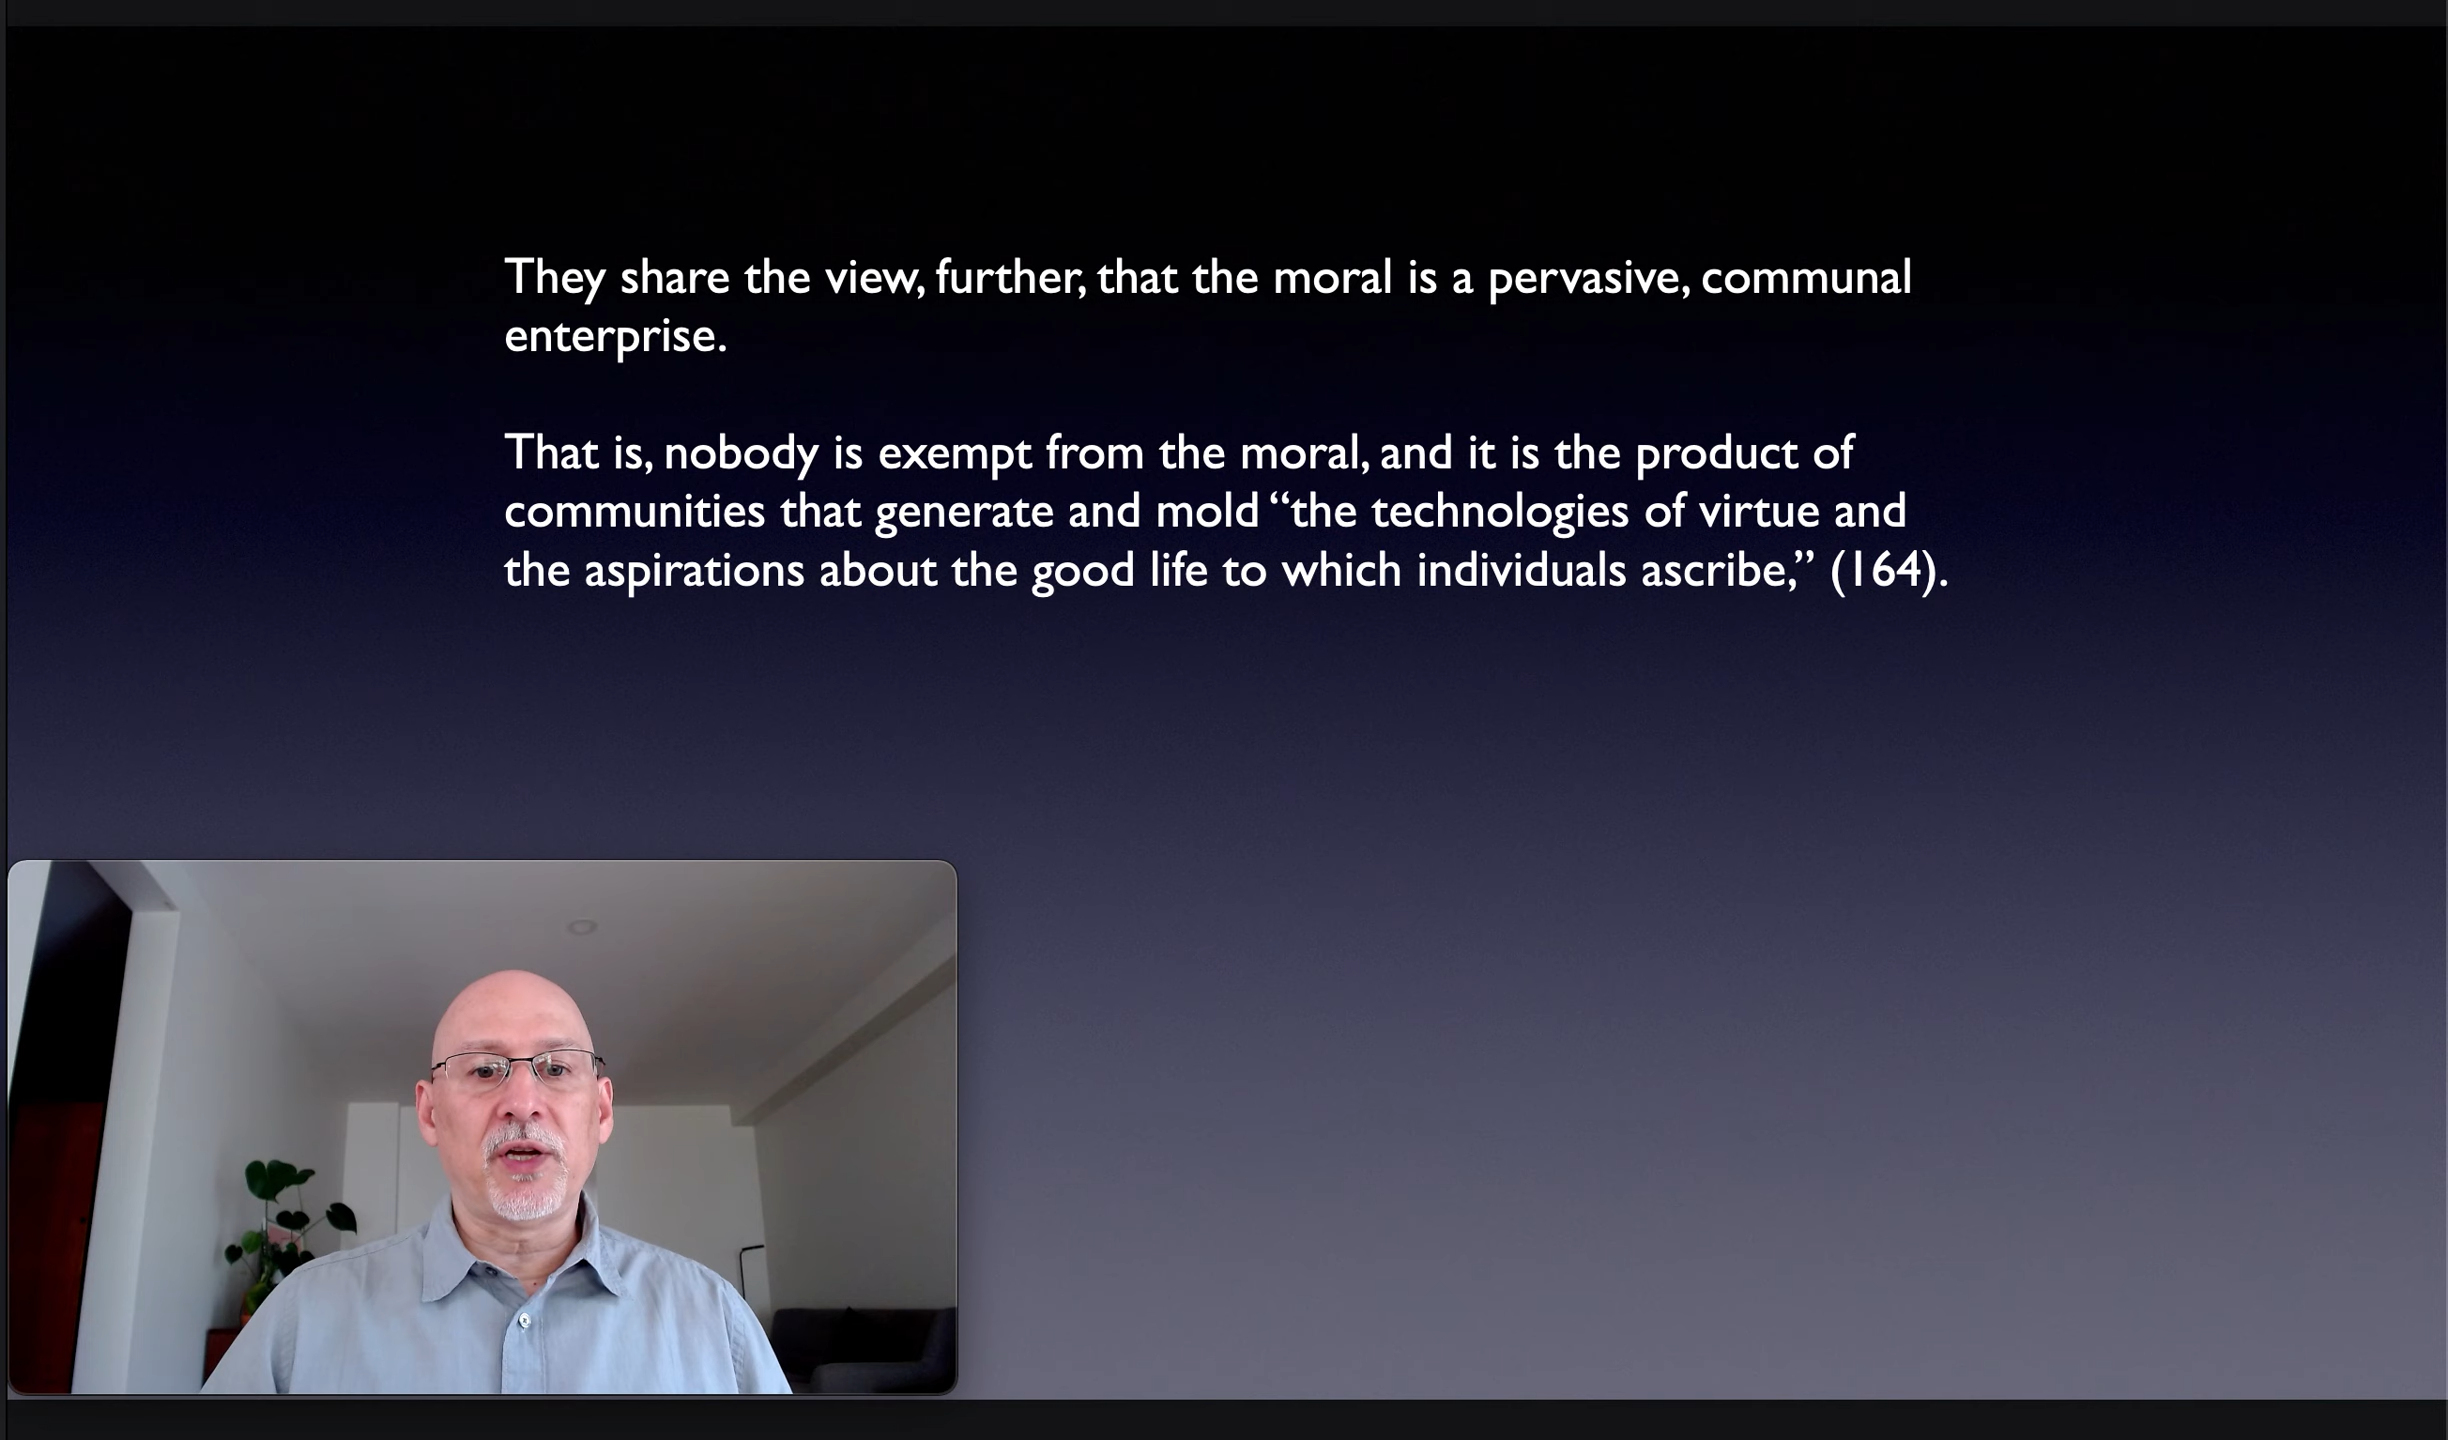 They share the view, further, that the moral is a pervasive, communal
enterprise.
That is, nobody is exempt from the moral, and it is the product of
communities that generate and mold “the technologies of virtue and
the aspirations about the good life to which individuals ascribe,” (164).